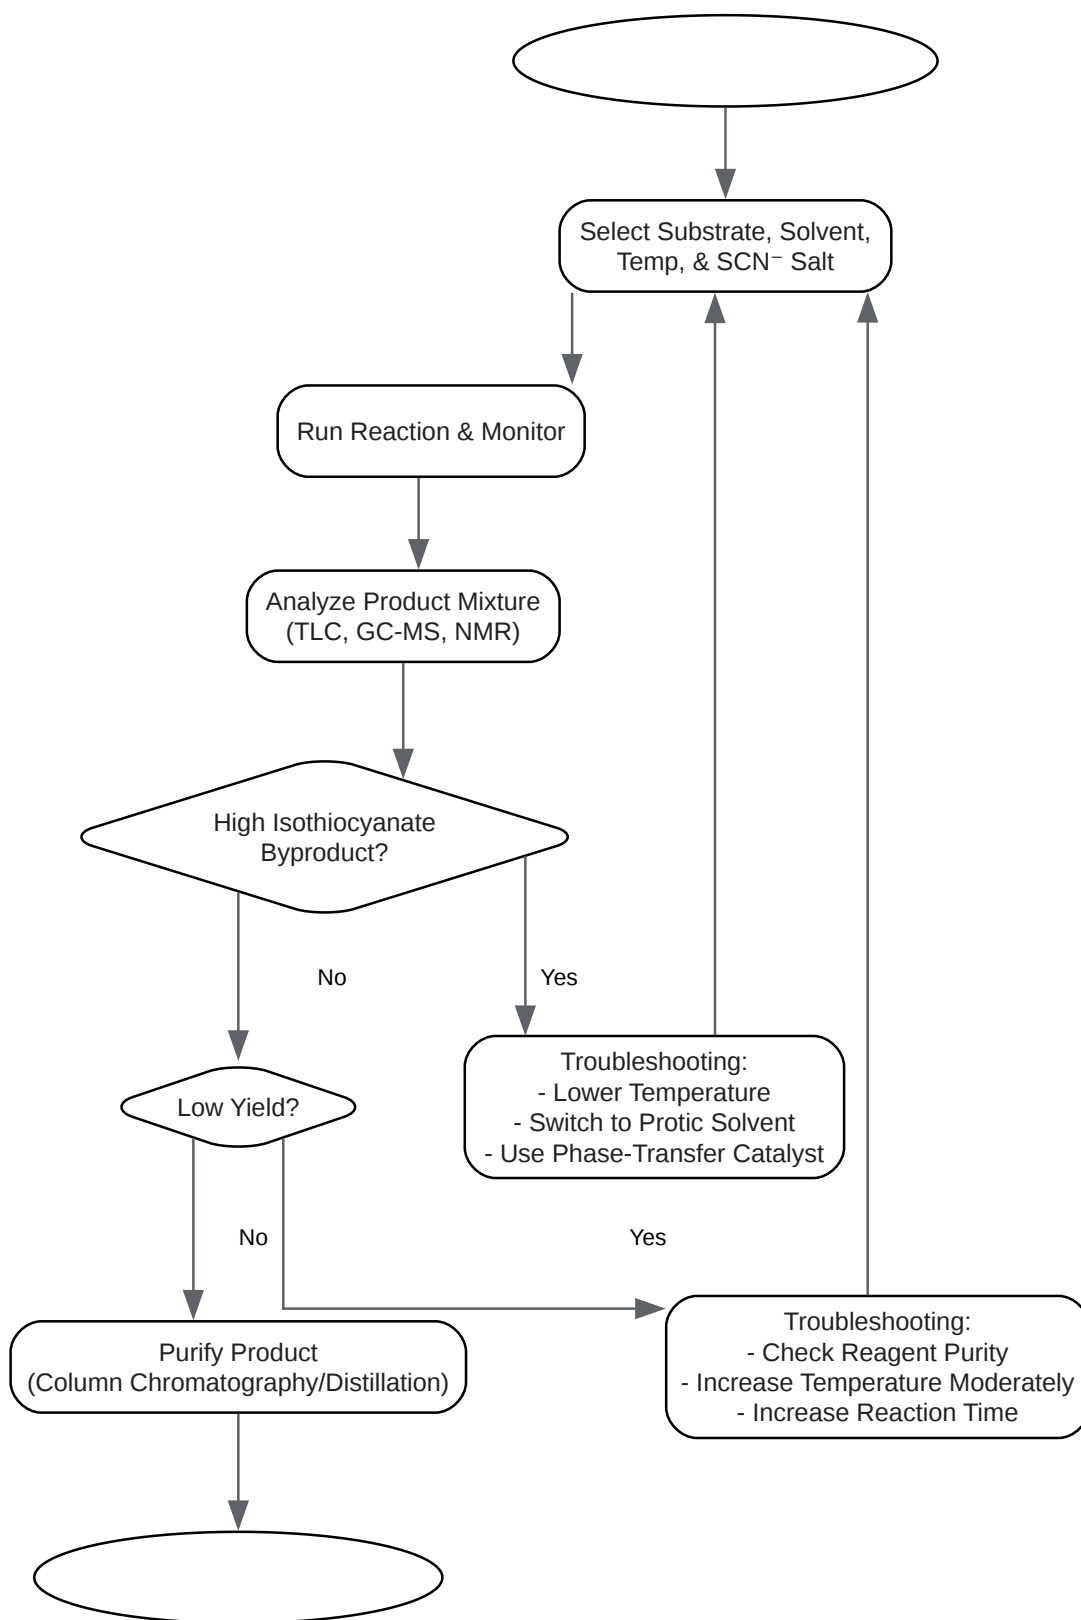 Select Substrate, Solvent,
Temp, & SCN⁻ Salt
Run Reaction & Monitor
Analyze Product Mixture
(TLC, GC-MS, NMR)
High Isothiocyanate
Byproduct?
No
Yes
Troubleshooting:
- Lower Temperature
- Switch to Protic Solvent
- Use Phase-Transfer Catalyst
Low Yield?
No
Yes
Purify Product
(Column Chromatography/Distillation)
Troubleshooting:
- Check Reagent Purity
- Increase Temperature Moderately
- Increase Reaction Time